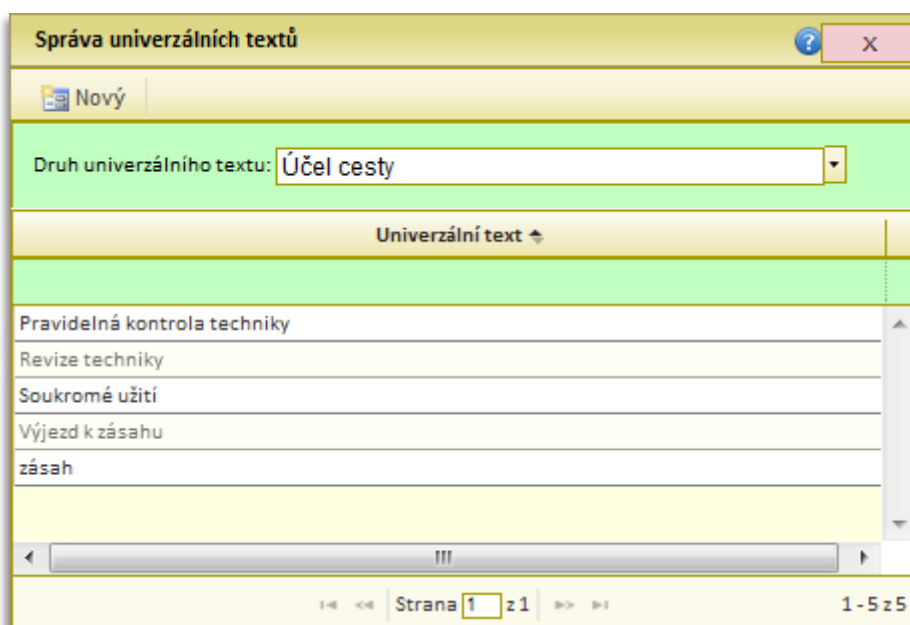 Správa univerzálních textů
? x
Nový
Druh univerzálního textu: Účel cesty
Univerzální text
Pravidelná kontrola techniky
Revize techniky
Soukromé užití
Výjezd k zásahu
zásah
Strana 1 z 1 1 - 5 z 5